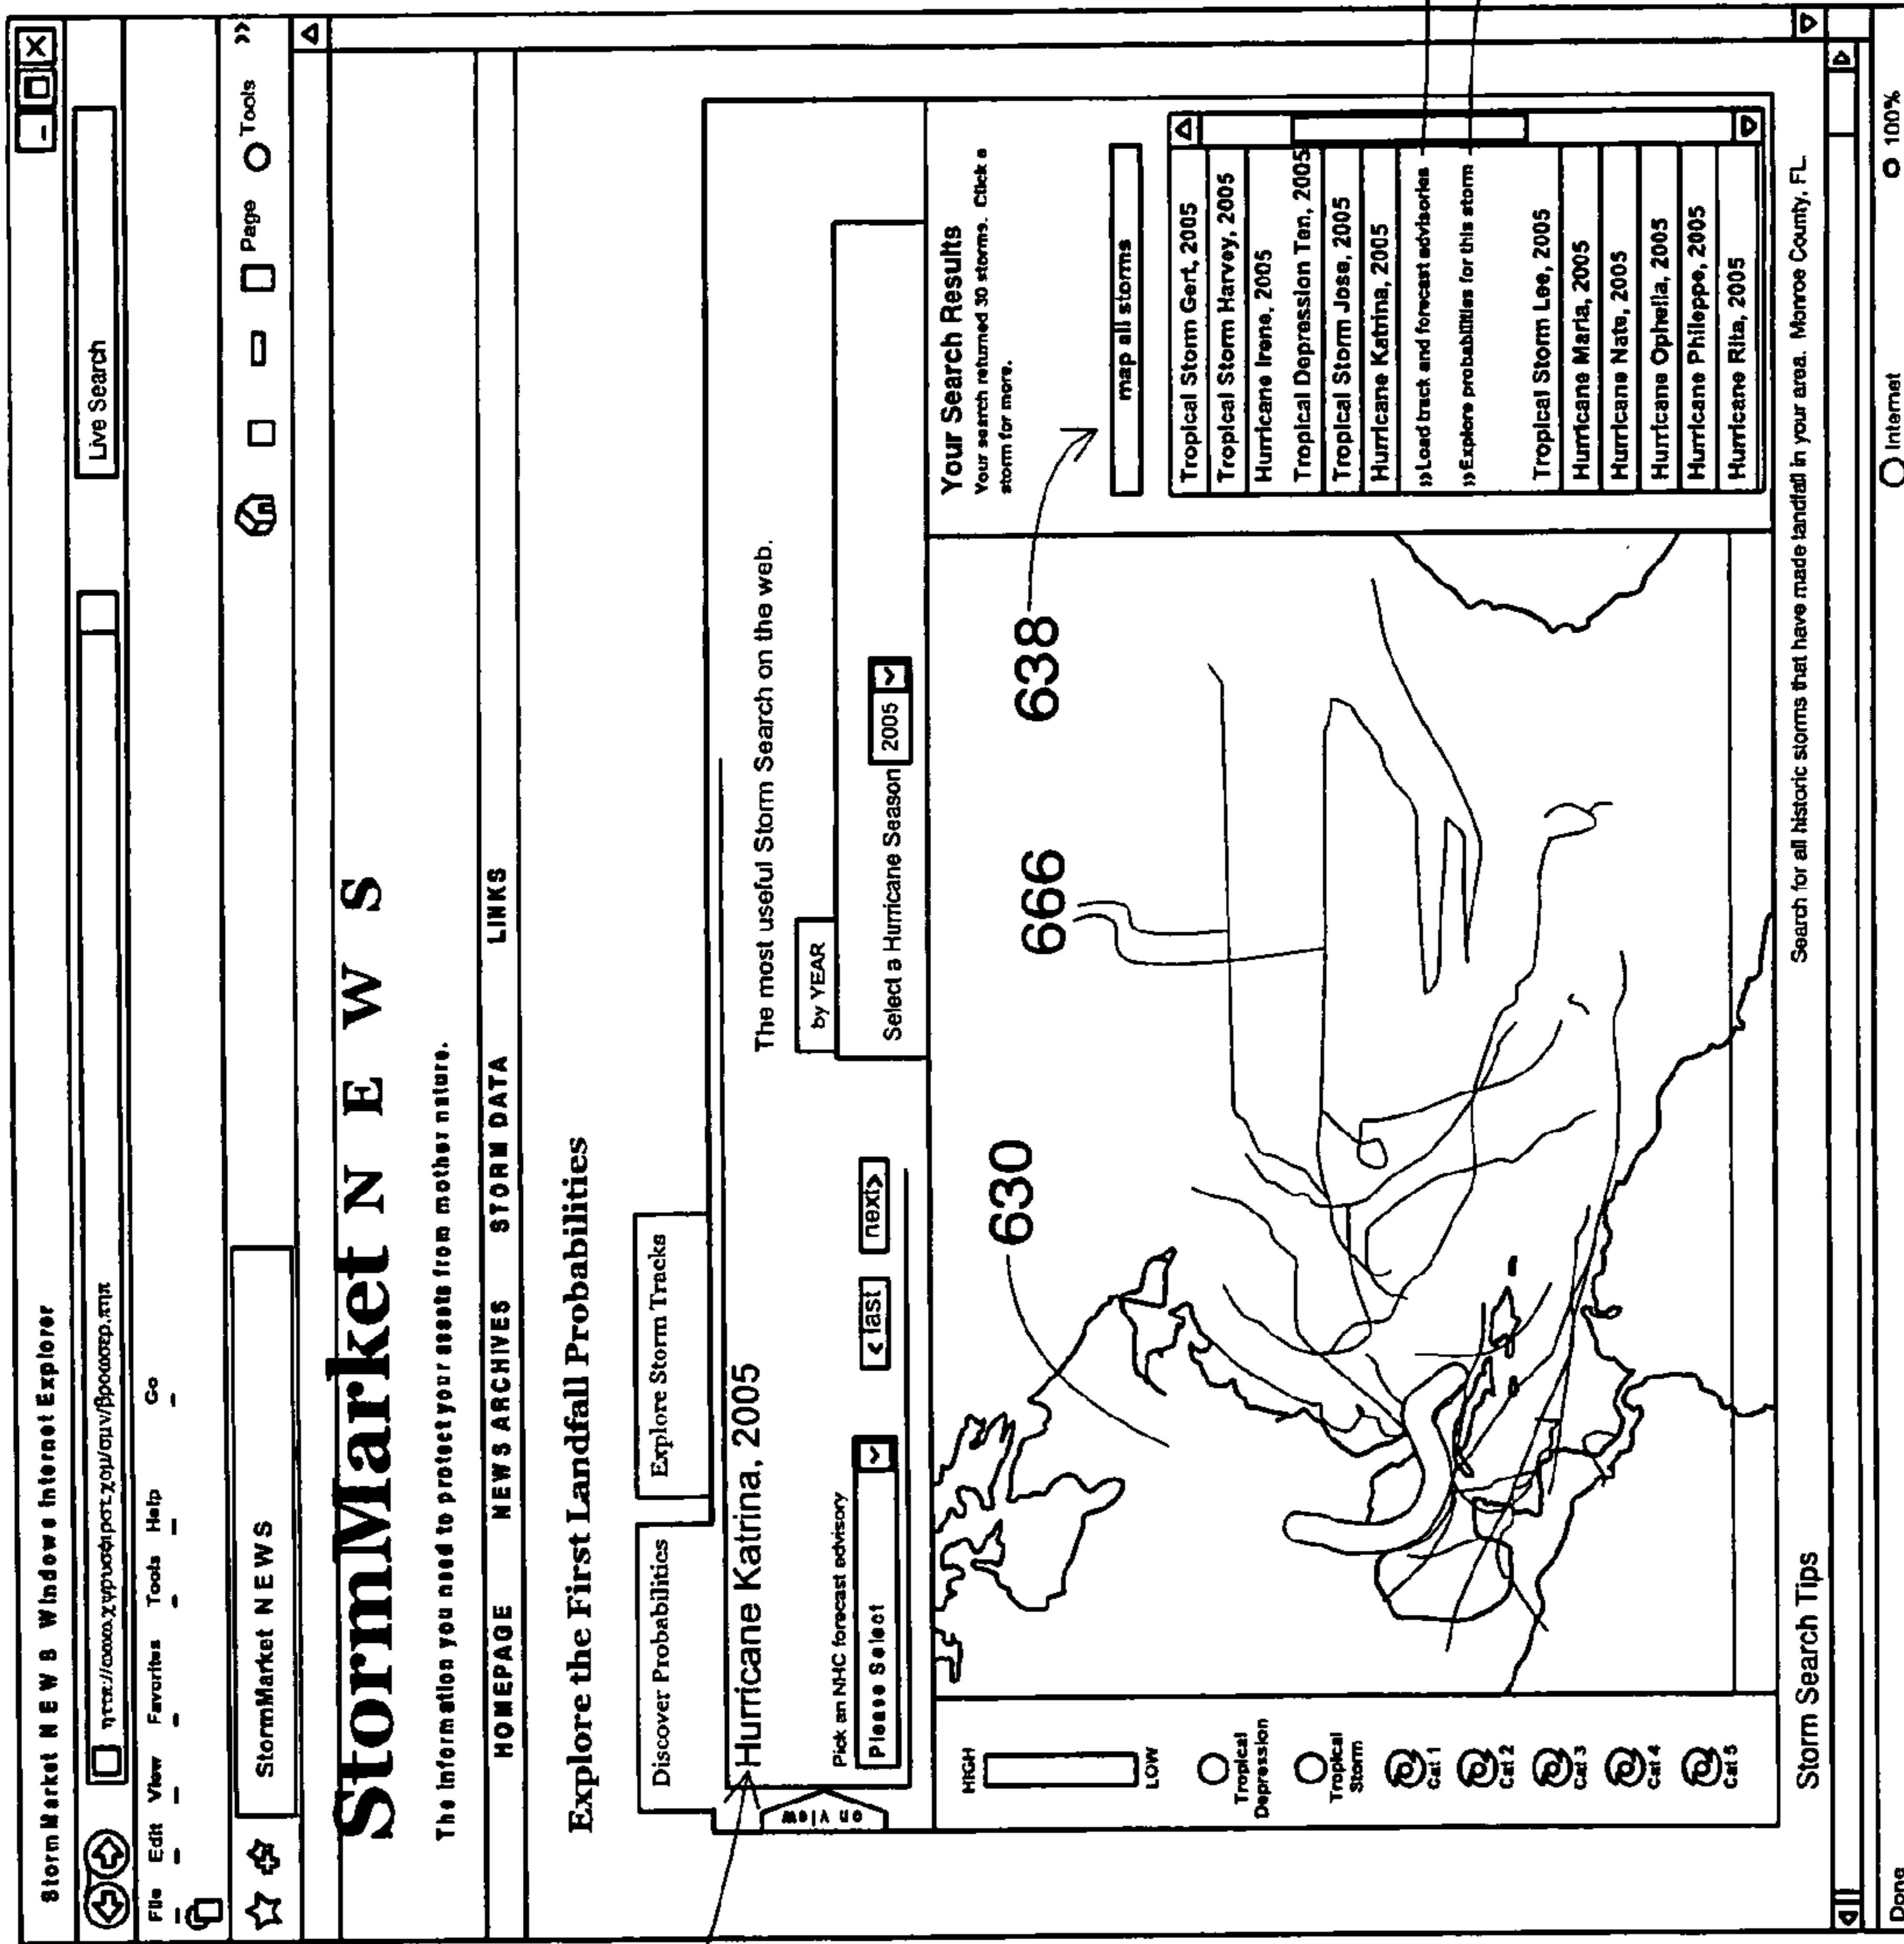 StormMarket N E W S Windows Internet Explorer
Live Search
File Edit View Favorites Tools Help Go
StormMarket NEWS
Page Tools »
StormMarket N E W S
The information you need to protect your assets from mother nature.
HOMEPAGE NEWS ARCHIVES STORM DATA LINKS
Explore the First Landfall Probabilities
Discover Probabilities Explore Storm Tracks
on view
Hurricane Katrina, 2005
The most useful Storm Search on the web.
by YEAR
Pick an NHC forecast advisory
Please Select
< last next>
Select a Hurricane Season 2005
HIGH
LOW
Tropical
Depression
Tropical
Storm
Cat 1
Cat 2
Cat 3
Cat 4
Cat 5
630
666
638
Your Search Results
Your search returned 30 storms. Click a
storm for more.
map all storms
Tropical Storm Gert, 2005
Tropical Storm Harvey, 2005
Hurricane Irene, 2005
Tropical Depression Ten, 2005
Tropical Storm Jose, 2005
Hurricane Katrina, 2005
»Load track and forecast advisories
»Explore probabilities for this storm
Tropical Storm Lee, 2005
Hurricane Maria, 2005
Hurricane Nate, 2005
Hurricane Ophelia, 2005
Hurricane Phileppe, 2005
Hurricane Rita, 2005
Storm Search Tips
Search for all historic storms that have made landfall in your area. Monroe County, FL.
Done
Internet
100%